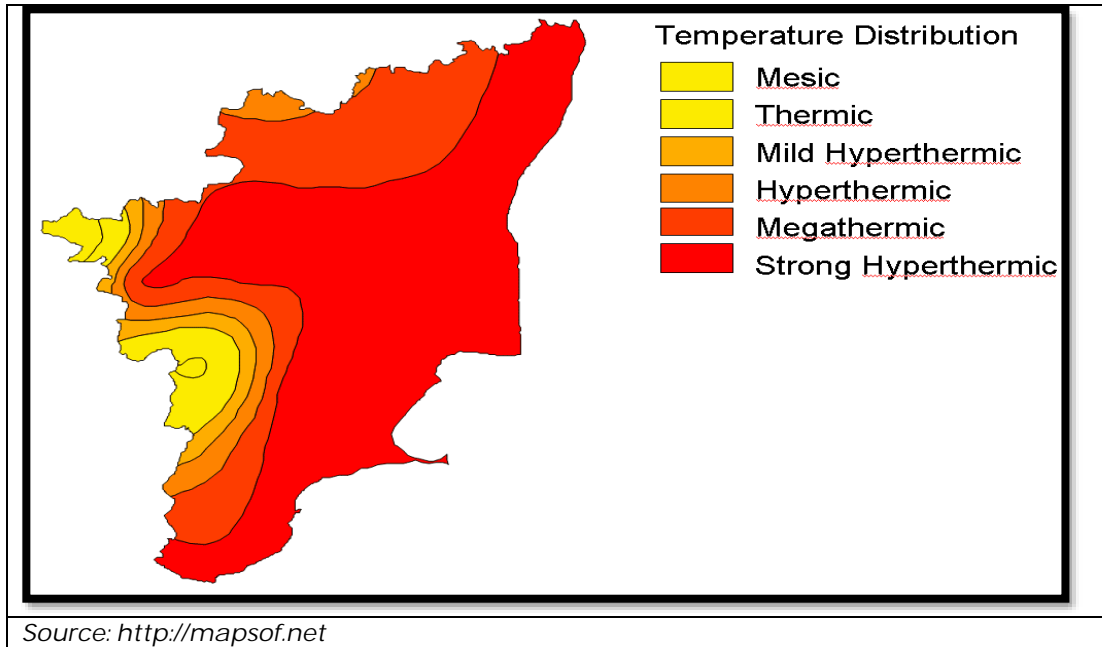 Temperature Distribution
Mesic
Thermic
Mild Hyperthermic
Hyperthermic
Megathermic
Strong Hyperthermic
Source: http://mapsof.net